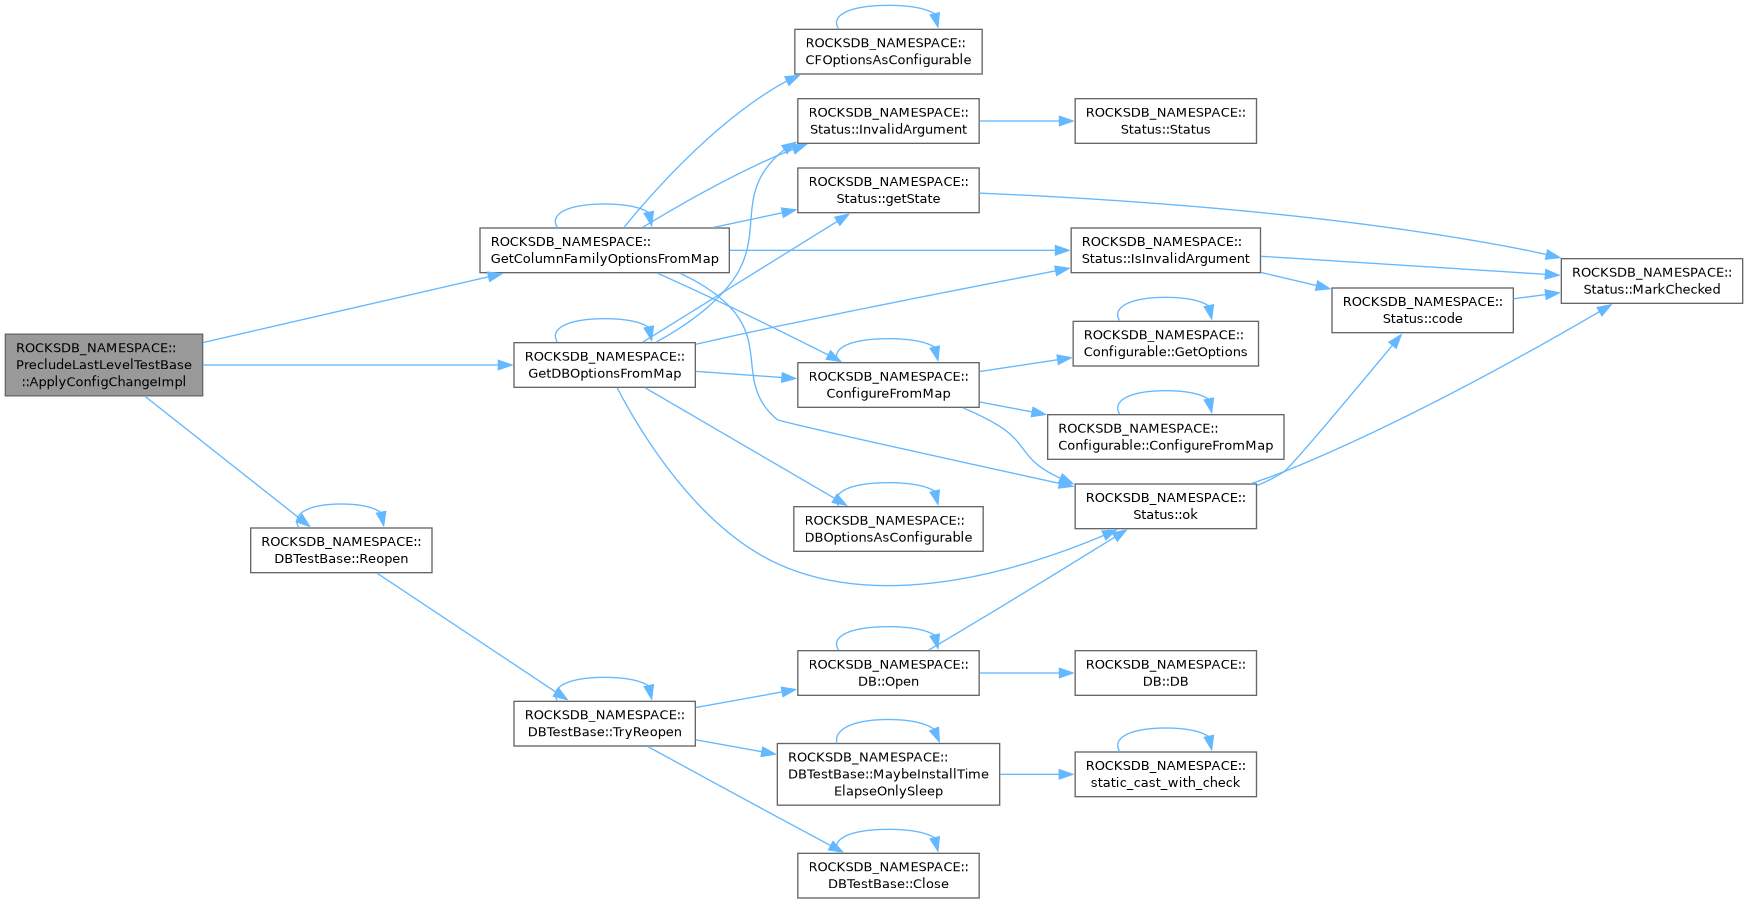 ROCKSDB_NAMESPACE::
PrecludeLastLevelTestBase
::ApplyConfigChangeImpl
ROCKSDB_NAMESPACE::
GetColumnFamilyOptionsFromMap
ROCKSDB_NAMESPACE::
CFOptionsAsConfigurable
ROCKSDB_NAMESPACE::
Status::InvalidArgument
ROCKSDB_NAMESPACE::
Status::Status
ROCKSDB_NAMESPACE::
Status::getState
ROCKSDB_NAMESPACE::
Status::IsInvalidArgument
ROCKSDB_NAMESPACE::
Status::MarkChecked
ROCKSDB_NAMESPACE::
Status::code
ROCKSDB_NAMESPACE::
GetDBOptionsFromMap
ROCKSDB_NAMESPACE::
ConfigureFromMap
ROCKSDB_NAMESPACE::
Configurable::GetOptions
ROCKSDB_NAMESPACE::
Configurable::ConfigureFromMap
ROCKSDB_NAMESPACE::
Status::ok
ROCKSDB_NAMESPACE::
DBOptionsAsConfigurable
ROCKSDB_NAMESPACE::
DBTestBase::Reopen
ROCKSDB_NAMESPACE::
DBTestBase::TryReopen
ROCKSDB_NAMESPACE::
DB::Open
ROCKSDB_NAMESPACE::
DB::DB
ROCKSDB_NAMESPACE::
DBTestBase::MaybeInstallTime
ElapseOnlySleep
ROCKSDB_NAMESPACE::
static_cast_with_check
ROCKSDB_NAMESPACE::
DBTestBase::Close